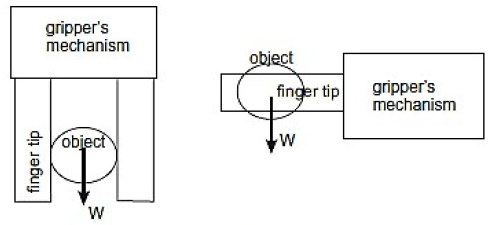 gripper's
mechanism
object
finger tip
W
object
finger tip
W
gripper's
mechanism